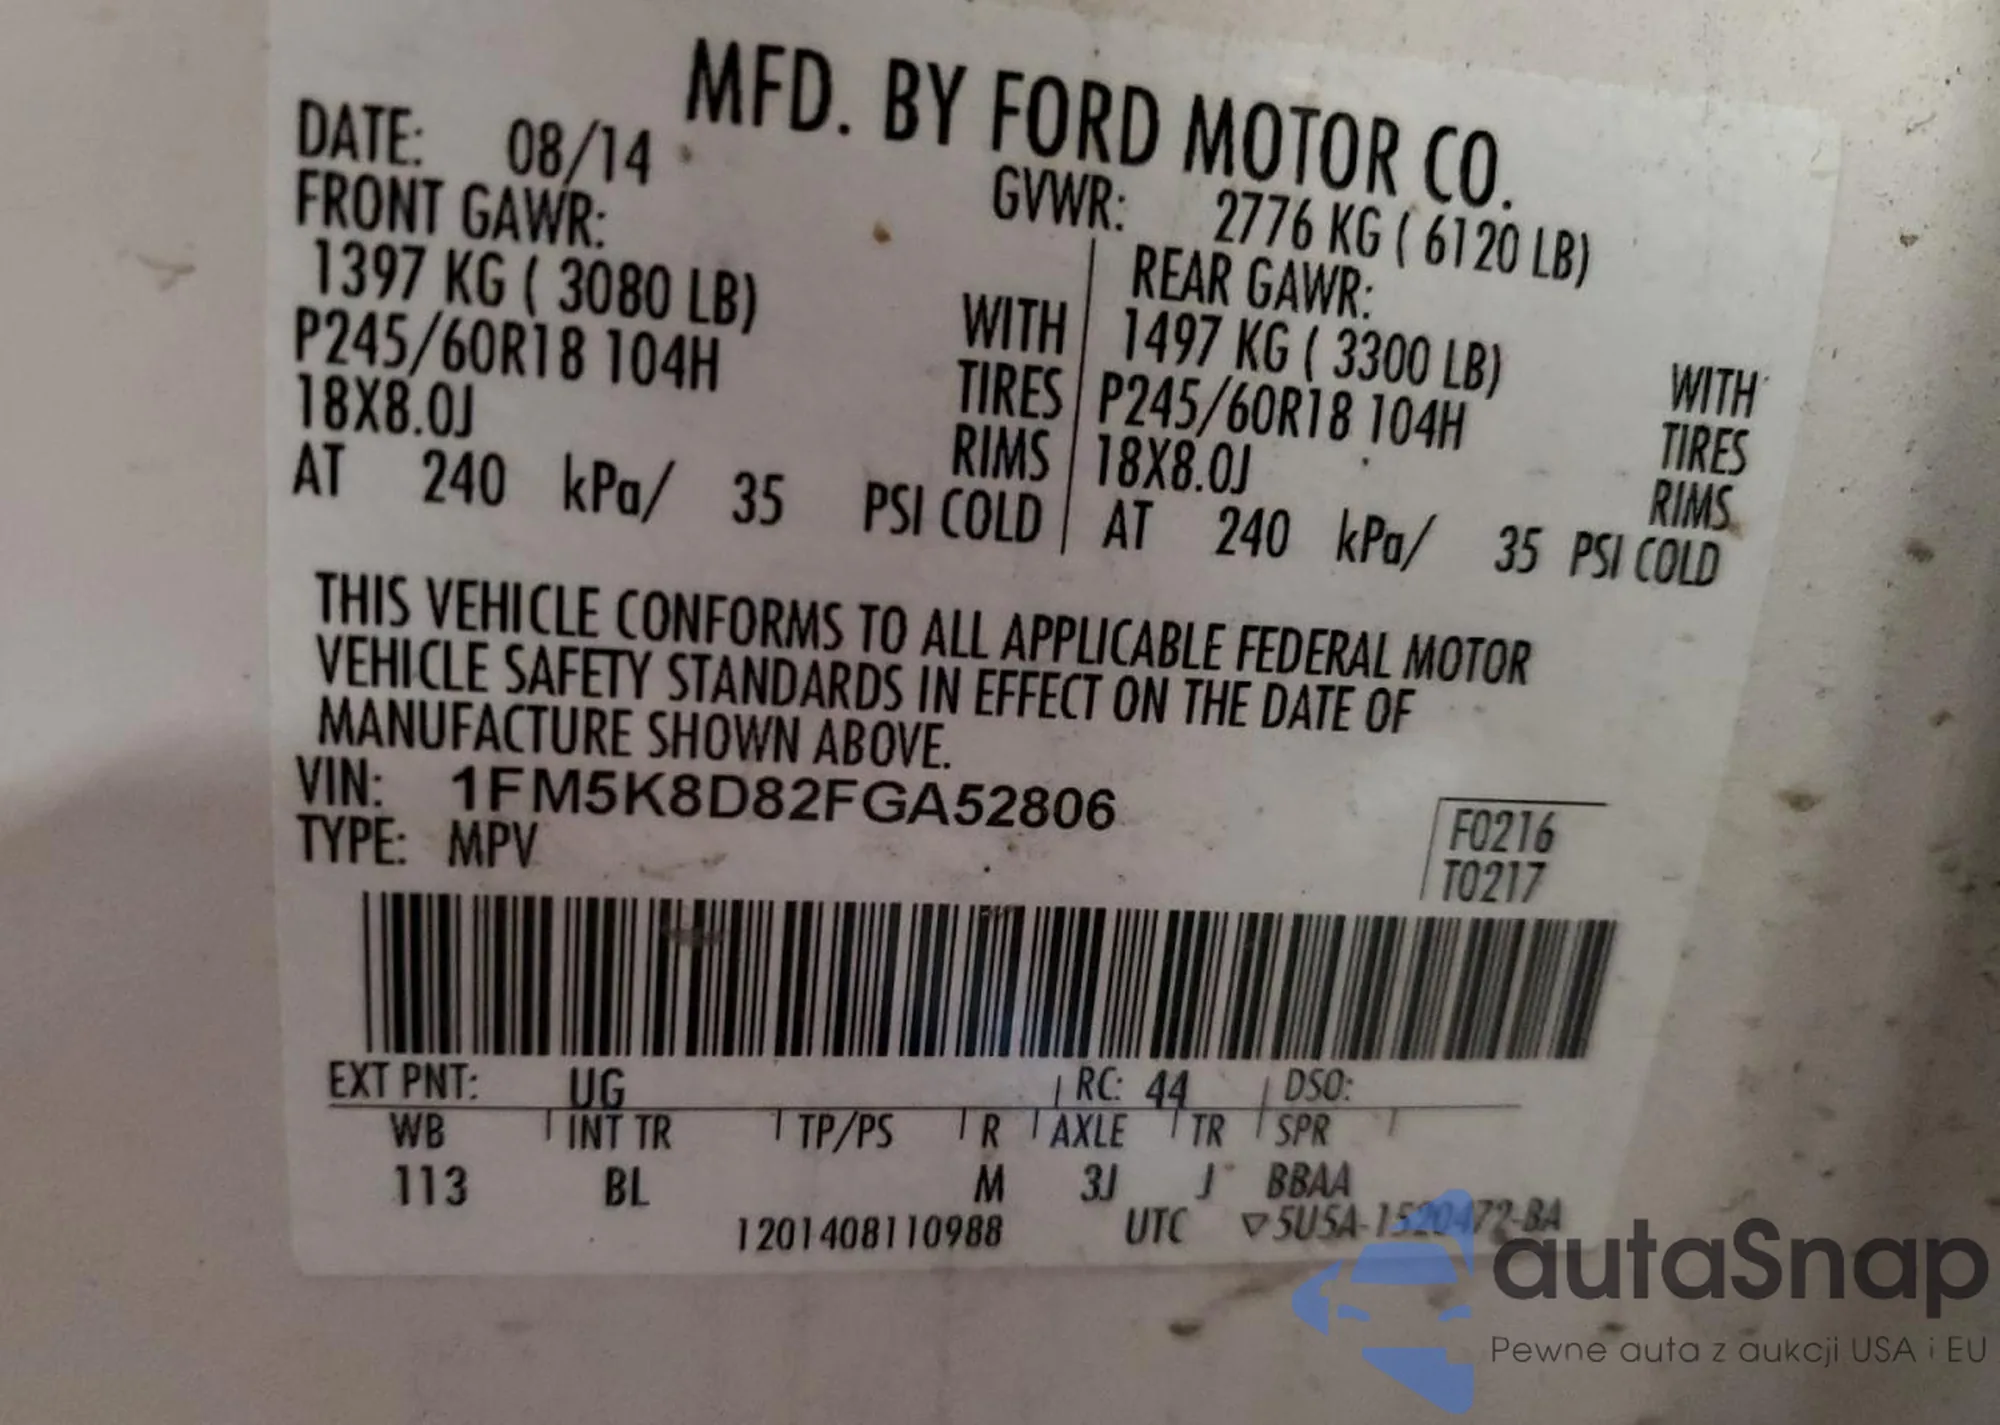 MFD. BY FORD MOTOR CO.
DATE: 08/14 GVWR: 2776 KG ( 6120 LB)
FRONT GAWR: REAR GAWR:
1397 KG ( 3080 LB) WITH 1497 KG ( 3300 LB) WITH
P245/60R18 104H TIRES P245/60R18 104H TIRES
18X8.0J RIMS 18X8.0J RIMS
AT 240 kPa/ 35 PSI COLD AT 240 kPa/ 35 PSI COLD
THIS VEHICLE CONFORMS TO ALL APPLICABLE FEDERAL MOTOR
VEHICLE SAFETY STANDARDS IN EFFECT ON THE DATE OF
MANUFACTURE SHOWN ABOVE.
VIN: 1FM5K8D82FGA52806
TYPE: MPV
F0216
T0217
EXT PNT: UG RC: 44 DSO:
WB INT TR TP/PS R AXLE TR SPR
113 BL M 3J J BBAA
1201408110988 UTC ▽5U5A-1520472-BA
autaSnap
Pewne auta z aukcji USA i EU